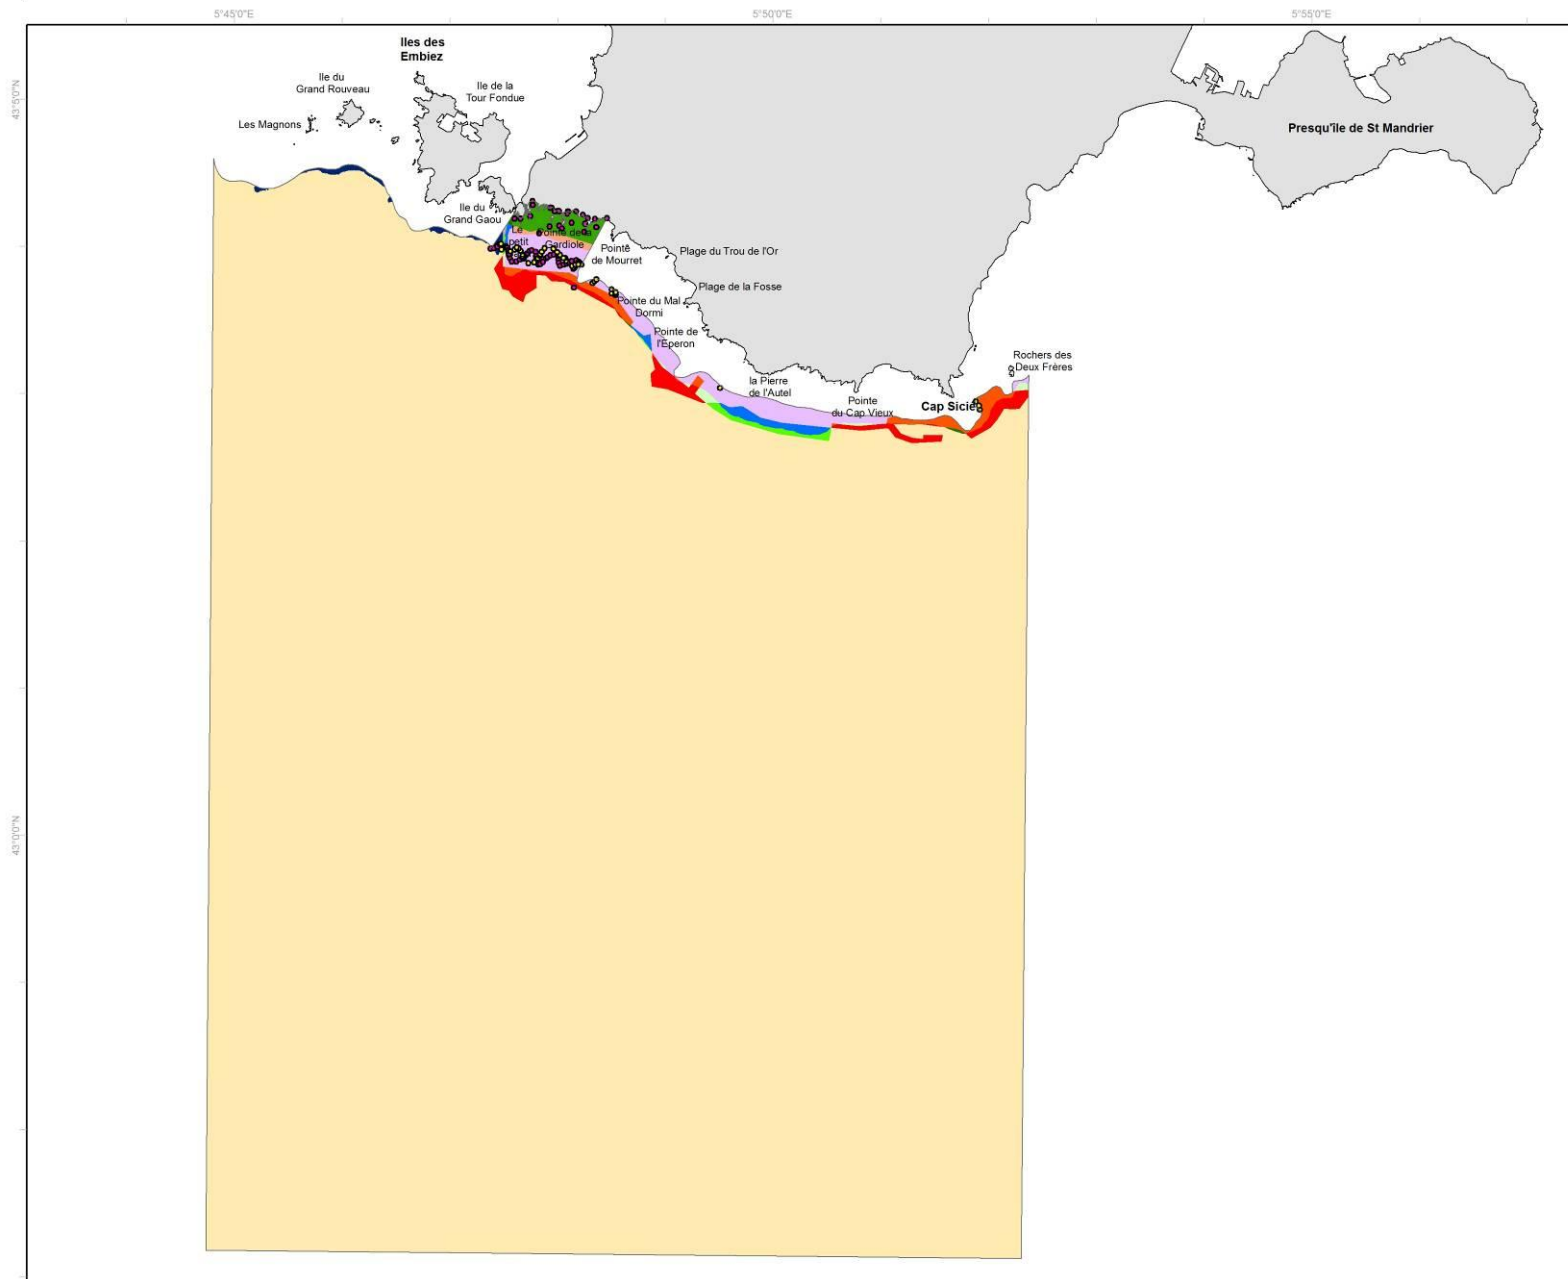 5°45'0"E
5°50'0"E
5°55'0"E
43°5'0"N
43°0'0"N
Iles des
Embiez
Ile du
Grand Rouveau
Ile de la
Tour Fondue
Les Magnons
Presqu'île de St Mandrier
Ile du
Grand Gaou
Le
petit
Pointe de la
Gardiole
Pointe
de Mourret
Plage du Trou de l'Or
Plage de la Fosse
Pointe du Mal
Dormi
Pointe de
l'Eperon
Rochers des
Deux Frères
la Pierre
de l'Autel
Pointe
du Cap Vieux
Cap Sicié